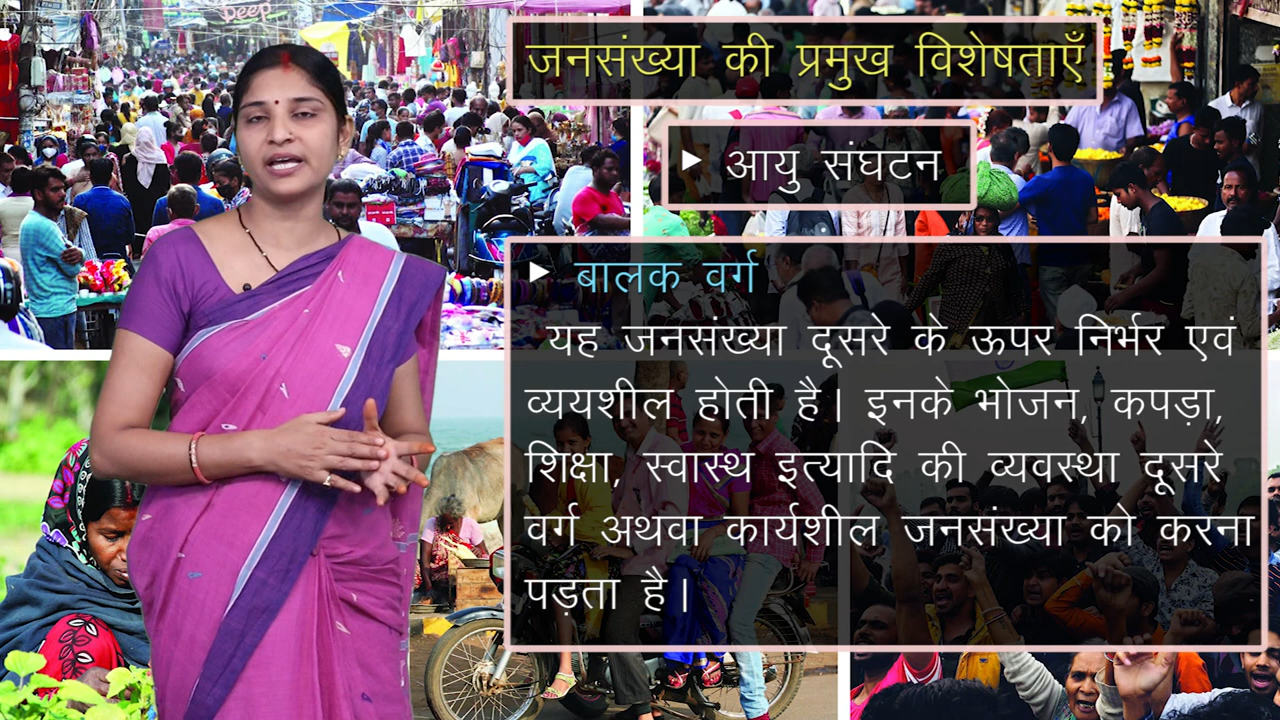 Deep
जनसंख्या की प्रमुख विशेषताएँ
आयु संघटन
बालक वर्ग
यह जनसंख्या दूसरे के ऊपर निर्भर एवं
व्ययशील होती है। इनके भोजन, कपड़ा,
शिक्षा, स्वास्थ इत्यादि की व्यवस्था दूसरे
वर्ग अथवा कार्यशील जनसंख्या को करना
पड़ता है।